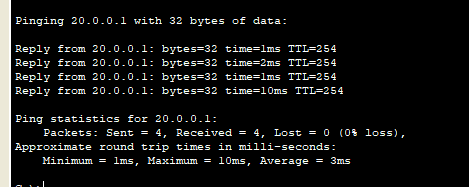 Pinging 20.0.0.1 with 32 bytes of data:
Reply from 20.0.0.1: bytes=32 time=1ms TTL=254
Reply from 20.0.0.1: bytes=32 time=2ms TTL=254
Reply from 20.0.0.1: bytes=32 time=1ms TTL=254
Reply from 20.0.0.1: bytes=32 time=10ms TTL=254
Ping statistics for 20.0.0.1:
Packets: Sent = 4, Received = 4, Lost = 0 (0% loss),
Approximate round trip times in milli-seconds:
Minimum = 1ms, Maximum = 10ms, Average = 3ms